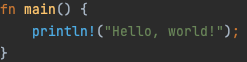 fn main() {
    println!("Hello, world!");
}